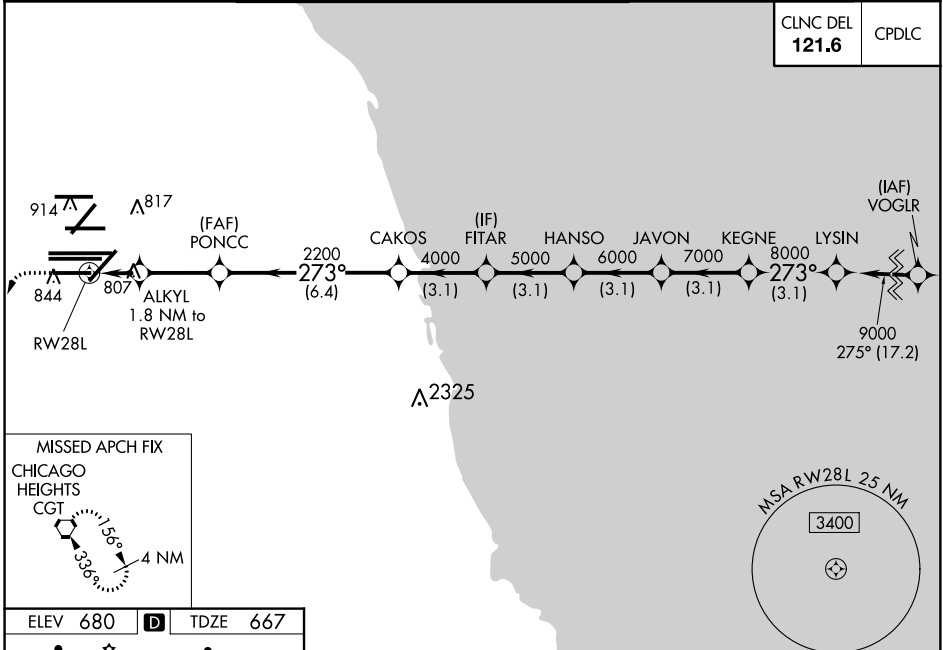 CLNC DEL
121.6
CPDLC
914
817
(FAF)
PONCC
CAKOS
(IF)
FITAR
HANSO
JAVON
KEGNE
LYSIN
(IAF)
VOGLR
2200
273°
(6.4)
4000
(3.1)
5000
(3.1)
6000
(3.1)
7000
(3.1)
8000
273°
(3.1)
9000
275° (17.2)
844
807
ALKYL
1.8 NM to
RW28L
RW28L
2325
MISSED APCH FIX
CHICAGO
HEIGHTS
CGT
156°
336°
4 NM
MSA RW28L 25 NM
3400
ELEV 680
D
TDZE 667